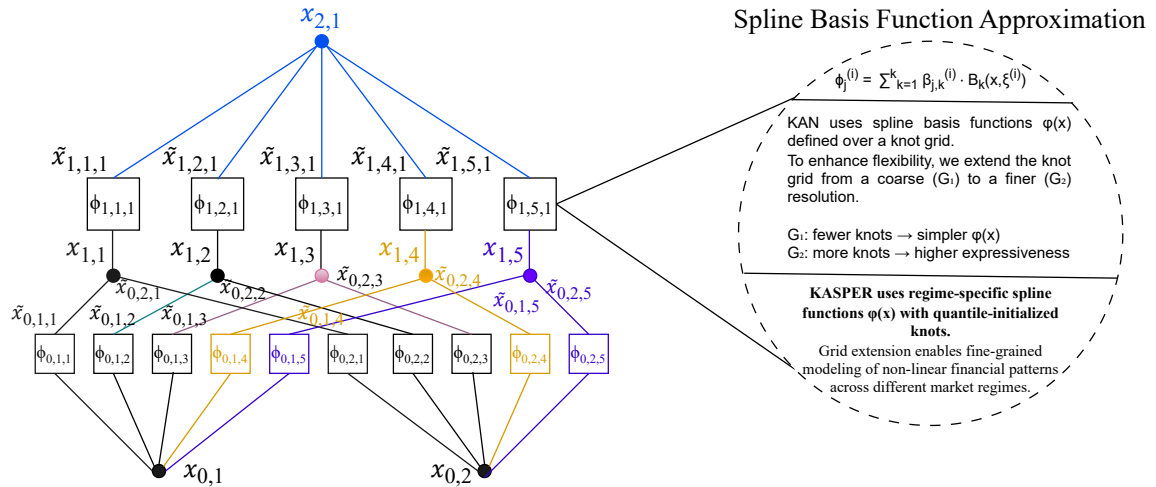 x₂,₁
Spline Basis Function Approximation
ϕⱼ⁽ⁱ⁾ = ∑ᵏₖ₌₁ βⱼ,ₖ⁽ⁱ⁾ · Bₖ(x,ξ⁽ⁱ⁾)
KAN uses spline basis functions φ(x)
defined over a knot grid.
To enhance flexibility, we extend the knot
grid from a coarse (G₁) to a finer (G₂)
resolution.
G₁: fewer knots → simpler φ(x)
G₂: more knots → higher expressiveness
KASPER uses regime-specific spline
functions φ(x) with quantile-initialized
knots.
Grid extension enables fine-grained
modeling of non-linear financial patterns
across different market regimes.
x̃₁,₁,₁ x̃₁,₂,₁ x̃₁,₃,₁ x̃₁,₄,₁ x̃₁,₅,₁
ϕ₁,₁,₁ ϕ₁,₂,₁ ϕ₁,₃,₁ ϕ₁,₄,₁ ϕ₁,₅,₁
x₁,₁ x₁,₂ x₁,₃ x₁,₄ x₁,₅
x̃₀,₂,₁ x̃₀,₂,₂ x̃₀,₂,₃ x̃₀,₂,₄ x̃₀,₂,₅
x̃₀,₁,₁ x̃₀,₁,₂ x̃₀,₁,₃ x̃₀,₁,₄ x̃₀,₁,₅
ϕ₀,₁,₁ ϕ₀,₁,₂ ϕ₀,₁,₃ ϕ₀,₁,₄ ϕ₀,₁,₅ ϕ₀,₂,₁ ϕ₀,₂,₂ ϕ₀,₂,₃ ϕ₀,₂,₄ ϕ₀,₂,₅
x₀,₁ x₀,₂